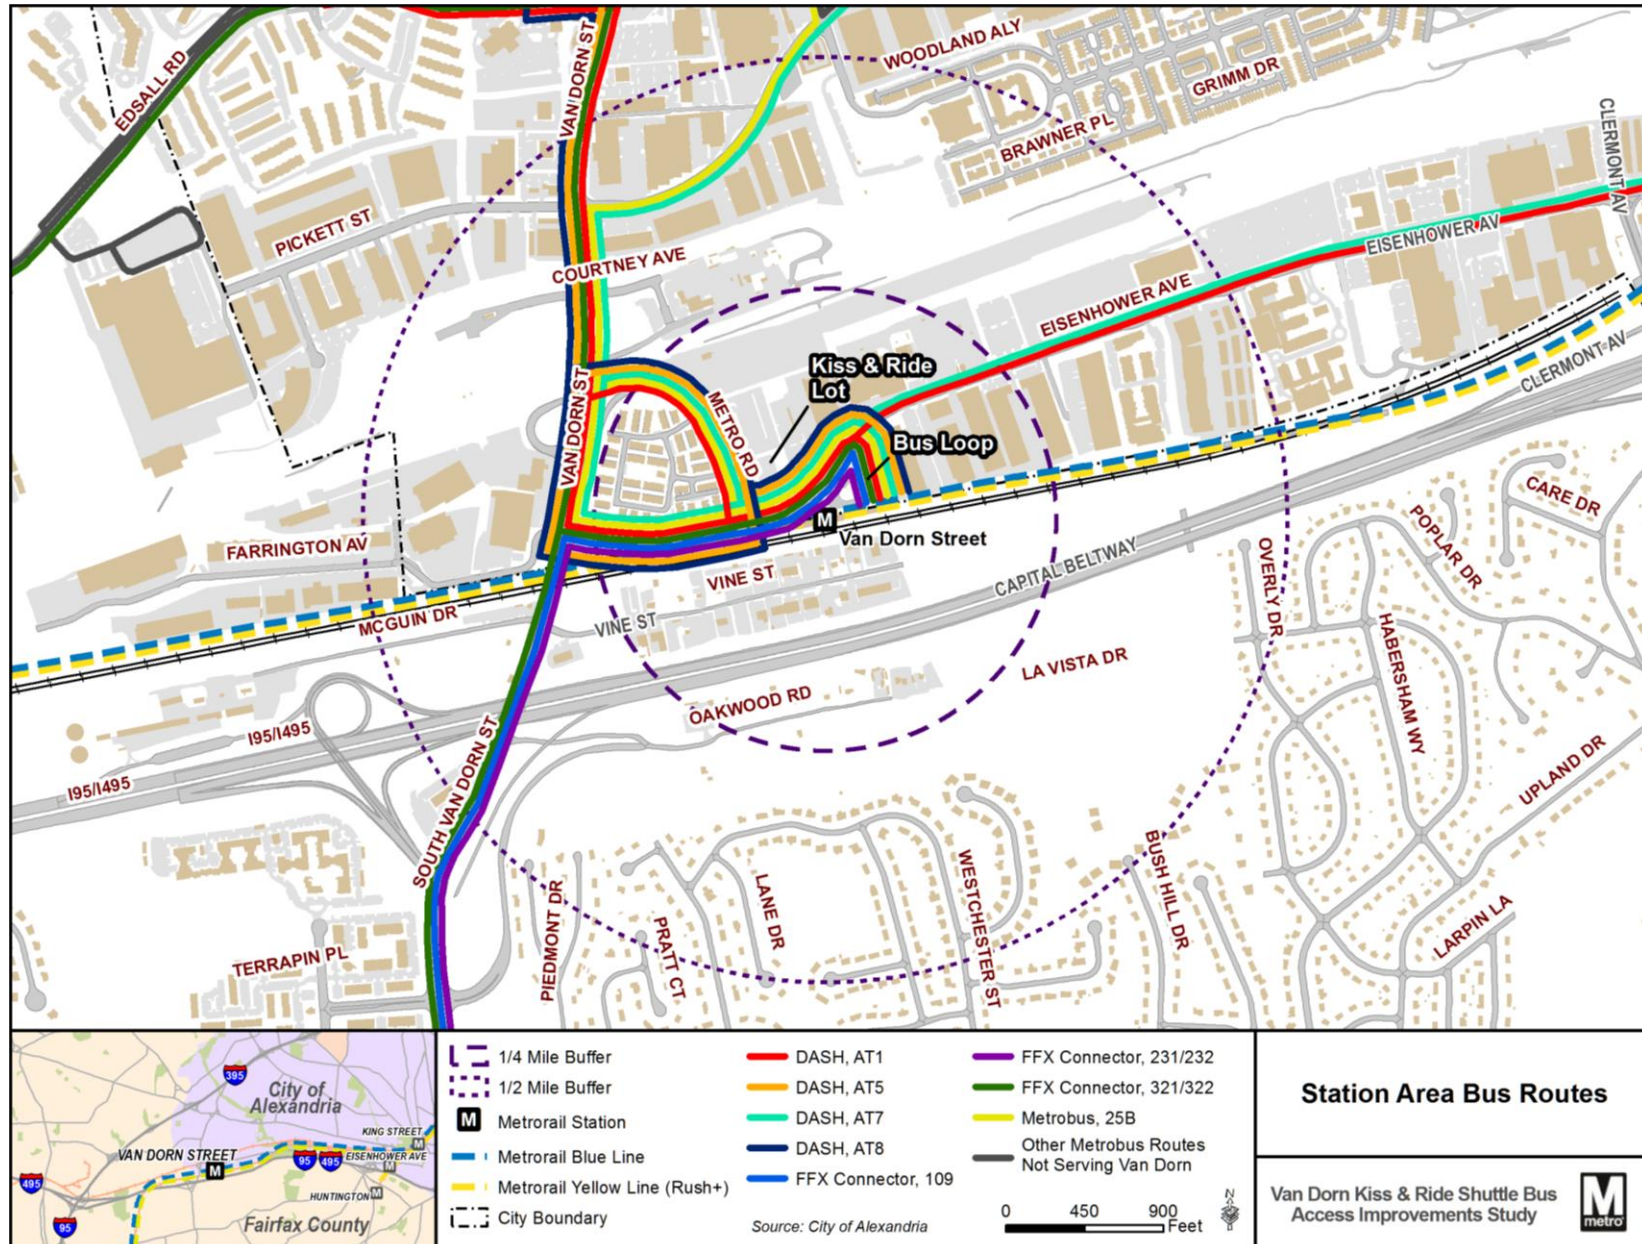 WOODLAND ALY
VAN DORN ST
EDSALL RD
GRIMM DR
BRAWNER PL
CLERMONT AV
PICKETT ST
COURTNEY AVE
EISENHOWER AV
EISENHOWER AVE
Kiss & Ride
Lot
CLERMONT AV
VAN DORN ST
METRO RD
Bus Loop
CARE DR
POPLAR DR
M
Van Dorn Street
FARRINGTON AV
CAPITAL BELTWAY
OVERLY DR
VINE ST
MCGUIN DR
VINE ST
HABERSHAM WY
LA VISTA DR
OAKWOOD RD
I95/I495
I95/I495
UPLAND DR
SOUTH VAN DORN ST
BUSH HILL DR
WESTCHESTER ST
LANE DR
PIEDMONT DR
PRATT CT
LARPIN LA
TERRAPIN PL
395
City of
Alexandria
KING STREET
M
VAN DORN STREET
M
95
495
EISENHOWER AVE
M
495
HUNTINGTON
M
95
Fairfax County
1/4 Mile Buffer
1/2 Mile Buffer
M
Metrorail Station
Metrorail Blue Line
Metrorail Yellow Line (Rush+)
City Boundary
DASH, AT1
DASH, AT5
DASH, AT7
DASH, AT8
FFX Connector, 109
Source: City of Alexandria
FFX Connector, 231/232
FFX Connector, 321/322
Metrobus, 25B
Other Metrobus Routes
Not Serving Van Dorn
0 450 900
Feet
N
Station Area Bus Routes
Van Dorn Kiss & Ride Shuttle Bus
Access Improvements Study
M
metro